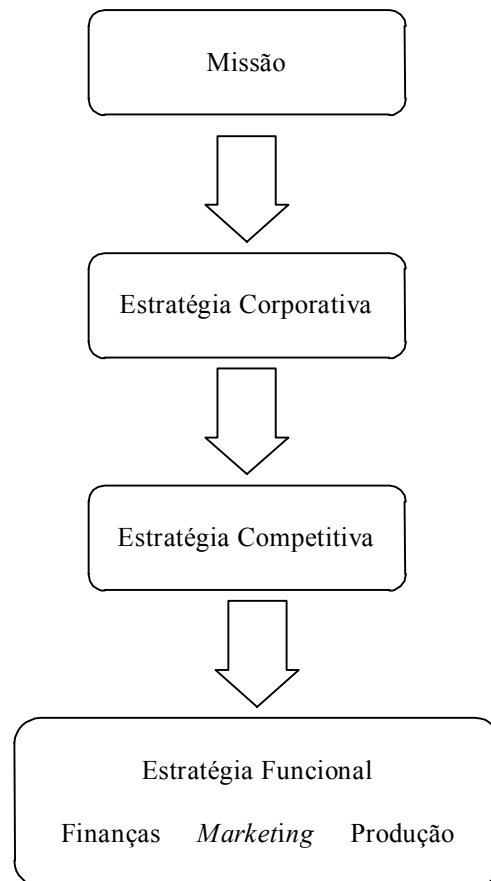 Missão
Estratégia Corporativa
Estratégia Competitiva
Estratégia Funcional
Finanças Marketing Produção